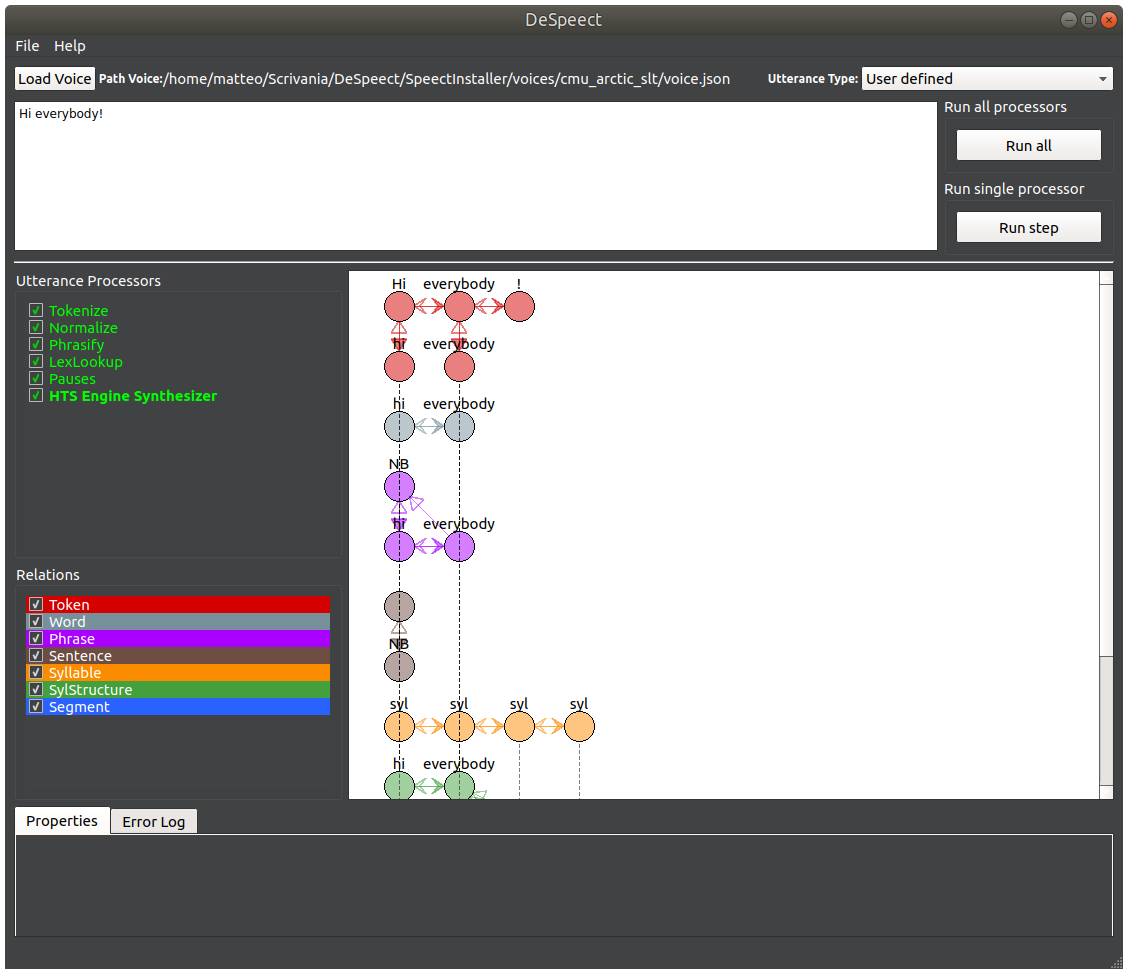 DeSpeect
File Help
Load Voice Path Voice:/home/matteo/Scrivania/DeSpeect/SpeectInstaller/voices/cmu_arctic_slt/voice.json Utterance Type: User defined
Hi everybody!
Run all processors
Run all
Run single processor
Run step
Utterance Processors
Tokenize
Normalize
Phrasify
LexLookup
Pauses
HTS Engine Synthesizer
Relations
Token
Word
Phrase
Sentence
Syllable
SylStructure
Segment
Hi everybody !
hi everybody
hi everybody
NB
hi everybody
NB
syl syl syl syl
hi everybody
Properties Error Log